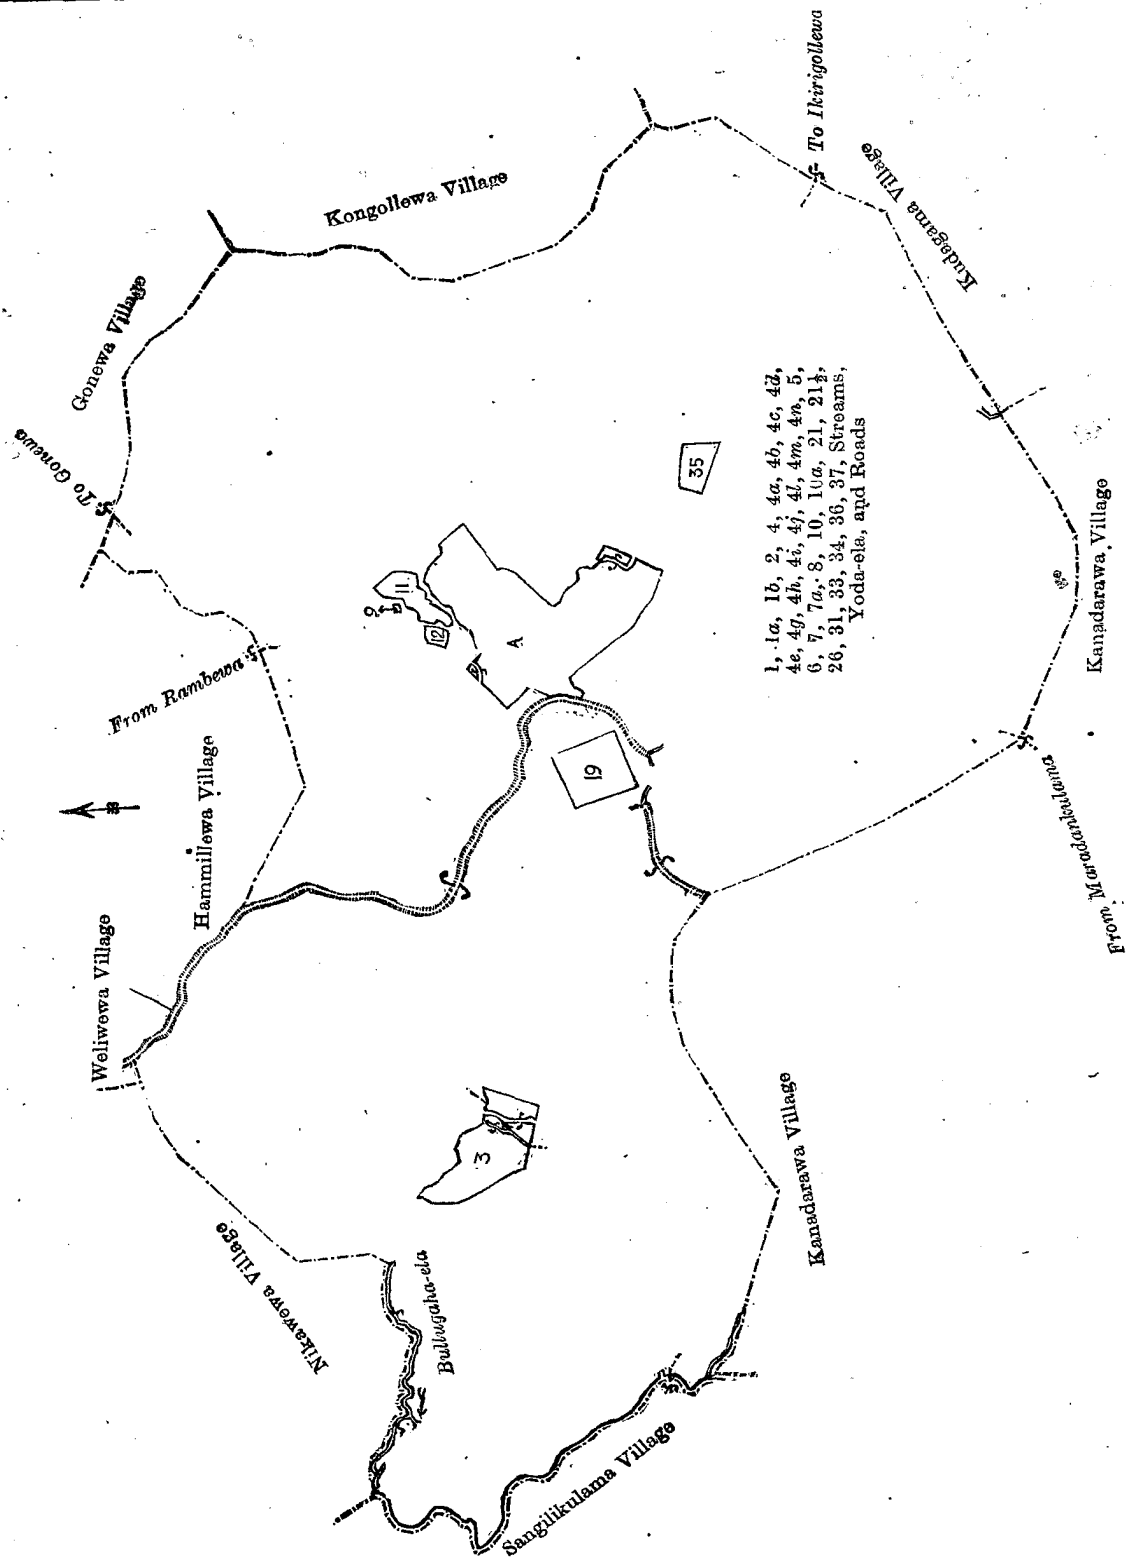 To Ikirigollewa
Kongollewa Village
Kudagama Village
Gonewa Village
To Gonewa
35
1, 1a, 1b, 2, 4, 4a, 4b, 4c, 4d,
4e, 4g, 4h, 4i, 4j, 4l, 4m, 4n, 5,
6, 7, 7a, 8, 10, 10a, 21, 21½,
26, 31, 33, 34, 36, 37, Streams,
Yoda-ela, and Roads
Kanadarawa Village
11
9
12
A
From Rambewa
19
Hammillewa Village
From Maradankulama
Weliwewa Village
3
Kanadarawa Village
Nikawewa Village
Bullugaha-ela
Sangilikulama Village